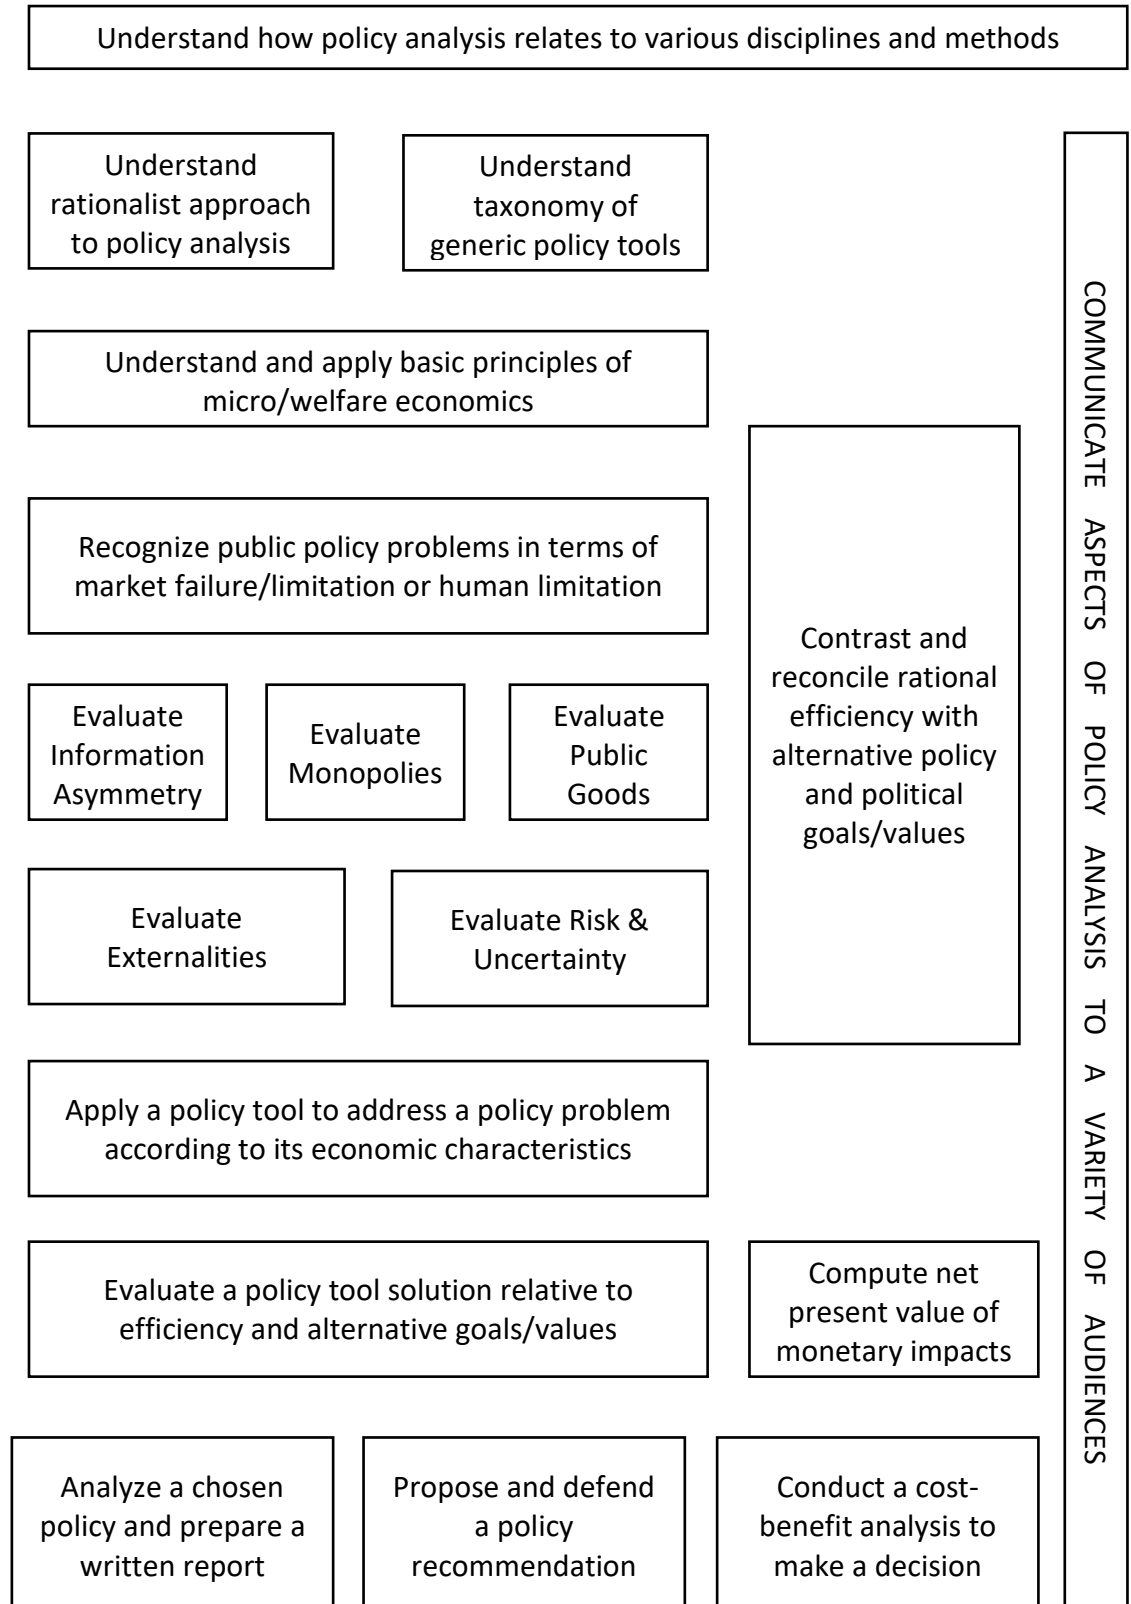 Understand how policy analysis relates to various disciplines and methods
Understand
rationalist approach
to policy analysis
Understand
taxonomy of
generic policy tools
Understand and apply basic principles of
micro/welfare economics
Recognize public policy problems in terms of
market failure/limitation or human limitation
Evaluate
Information
Asymmetry
Evaluate
Monopolies
Evaluate
Public
Goods
Contrast and
reconcile rational
efficiency with
alternative policy
and political
goals/values
Evaluate
Externalities
Evaluate Risk &
Uncertainty
Apply a policy tool to address a policy problem
according to its economic characteristics
Evaluate a policy tool solution relative to
efficiency and alternative goals/values
Compute net
present value of
monetary impacts
Analyze a chosen
policy and prepare a
written report
Propose and defend
a policy
recommendation
Conduct a cost-
benefit analysis to
make a decision
COMMUNICATE ASPECTS OF POLICY ANALYSIS TO A VARIETY OF AUDIENCES